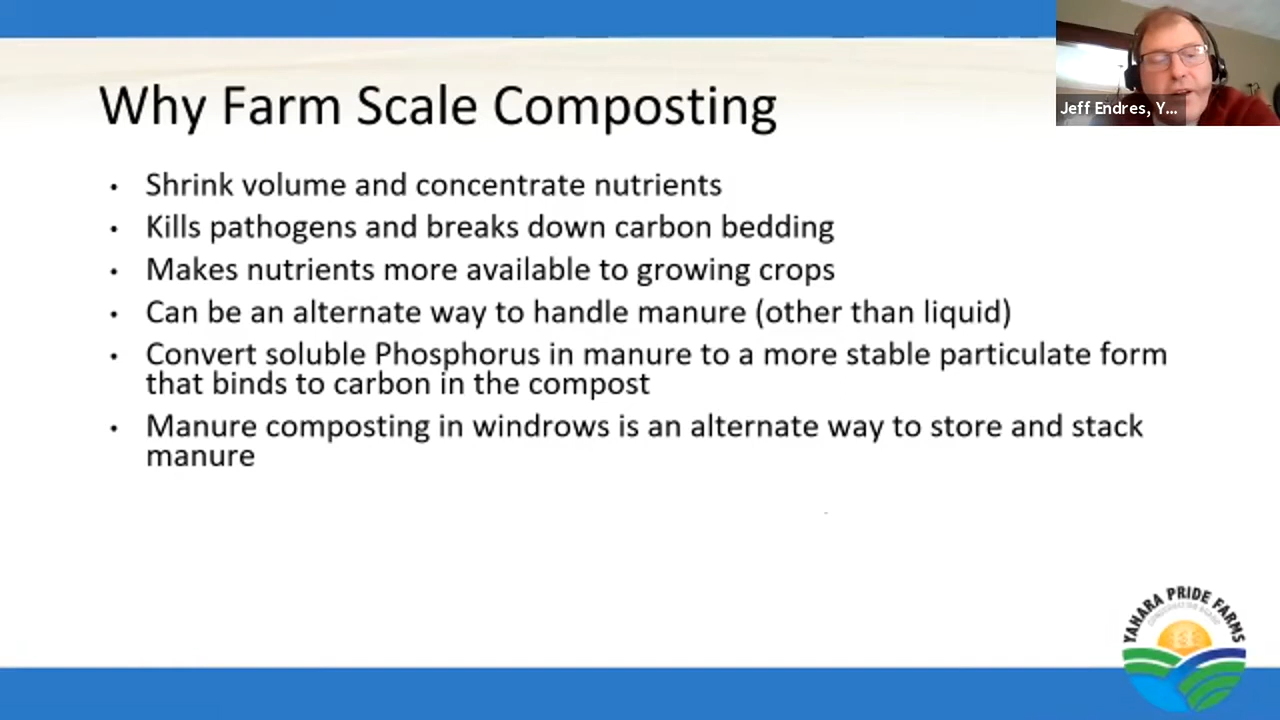 Why Farm Scale Composting
Jeff Endres, Y...
• Shrink volume and concentrate nutrients
• Kills pathogens and breaks down carbon bedding
• Makes nutrients more available to growing crops
• Can be an alternate way to handle manure (other than liquid)
• Convert soluble Phosphorus in manure to a more stable particulate form
that binds to carbon in the compost
• Manure composting in windrows is an alternate way to store and stack
manure
YAHARA PRIDE FARMS